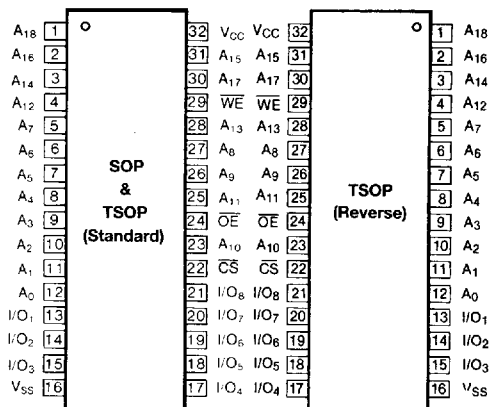 A18 1 32 VCC VCC 32 1 A18
A16 2 31 A15 A15 31 2 A16
A14 3 30 A17 A17 30 3 A14
A12 4 29 WE WE 29 4 A12
A7 5 28 A13 A13 28 5 A7
A6 6 27 A8 A8 27 6 A6
A5 7 SOP 26 A9 A9 26 7 A5
A4 8 & 25 A11 A11 25 TSOP 8 A4
A3 9 TSOP 24 OE OE 24 (Reverse) 9 A3
A2 10 (Standard) 23 A10 A10 23 10 A2
A1 11 22 CS CS 22 11 A1
A0 12 21 I/O8 I/O8 21 12 A0
I/O1 13 20 I/O7 I/O7 20 13 I/O1
I/O2 14 19 I/O6 I/O6 19 14 I/O2
I/O3 15 18 I/O5 I/O5 18 15 I/O3
VSS 16 17 I/O4 I/O4 17 16 VSS